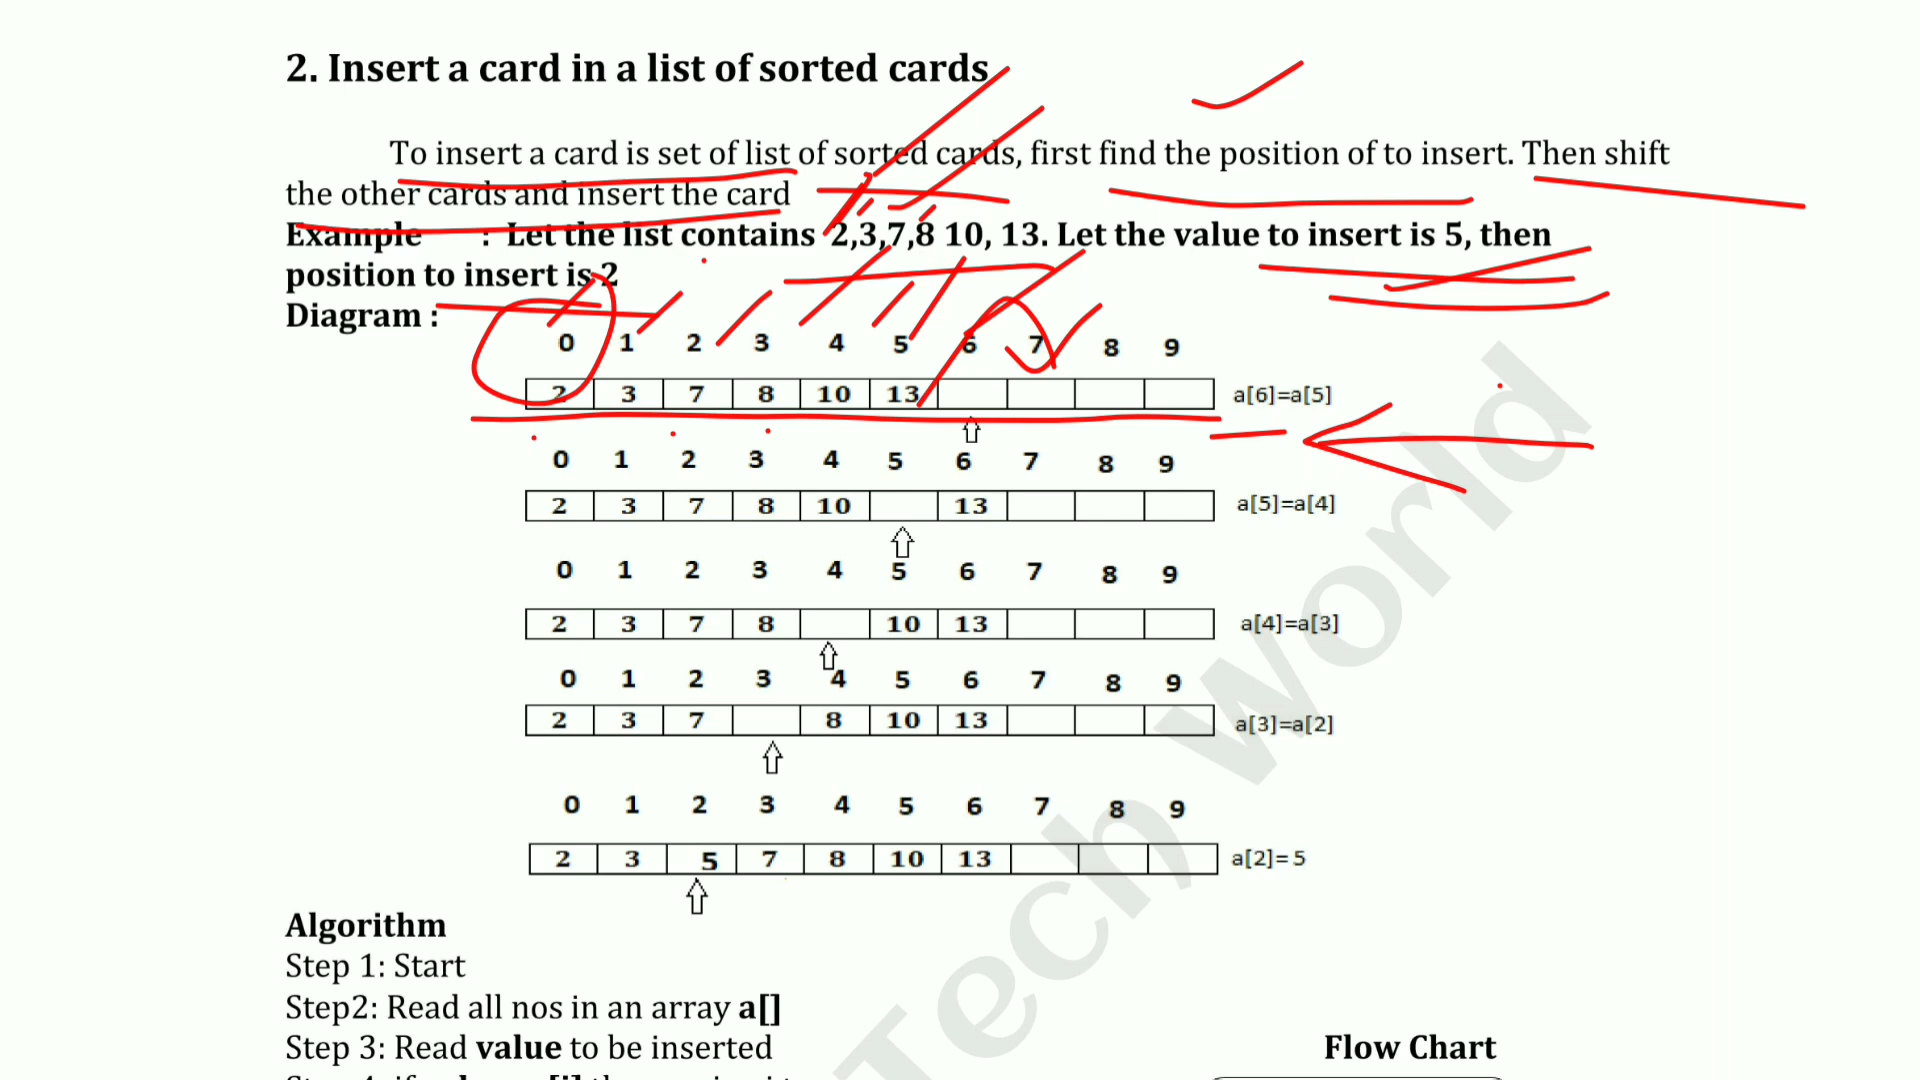 2. Insert a card in a list of sorted cards
To insert a card is set of list of sorted cards, first find the position of to insert. Then shift
the other cards and insert the card
Example : Let the list contains 2,3,7,8 10, 13. Let the value to insert is 5, then
position to insert is 2
Diagram :
0 1 2 3 4 5 6 7 8 9
2 3 7 8 10 13 a[6]=a[5]
0 1 2 3 4 5 6 7 8 9
2 3 7 8 10 13 a[5]=a[4]
0 1 2 3 4 5 6 7 8 9
2 3 7 8 10 13 a[4]=a[3]
0 1 2 3 4 5 6 7 8 9
2 3 7 8 10 13 a[3]=a[2]
0 1 2 3 4 5 6 7 8 9
2 3 5 7 8 10 13 a[2]= 5
Algorithm
Step 1: Start
Step2: Read all nos in an array a[]
Step 3: Read value to be inserted
Flow Chart
Tech World